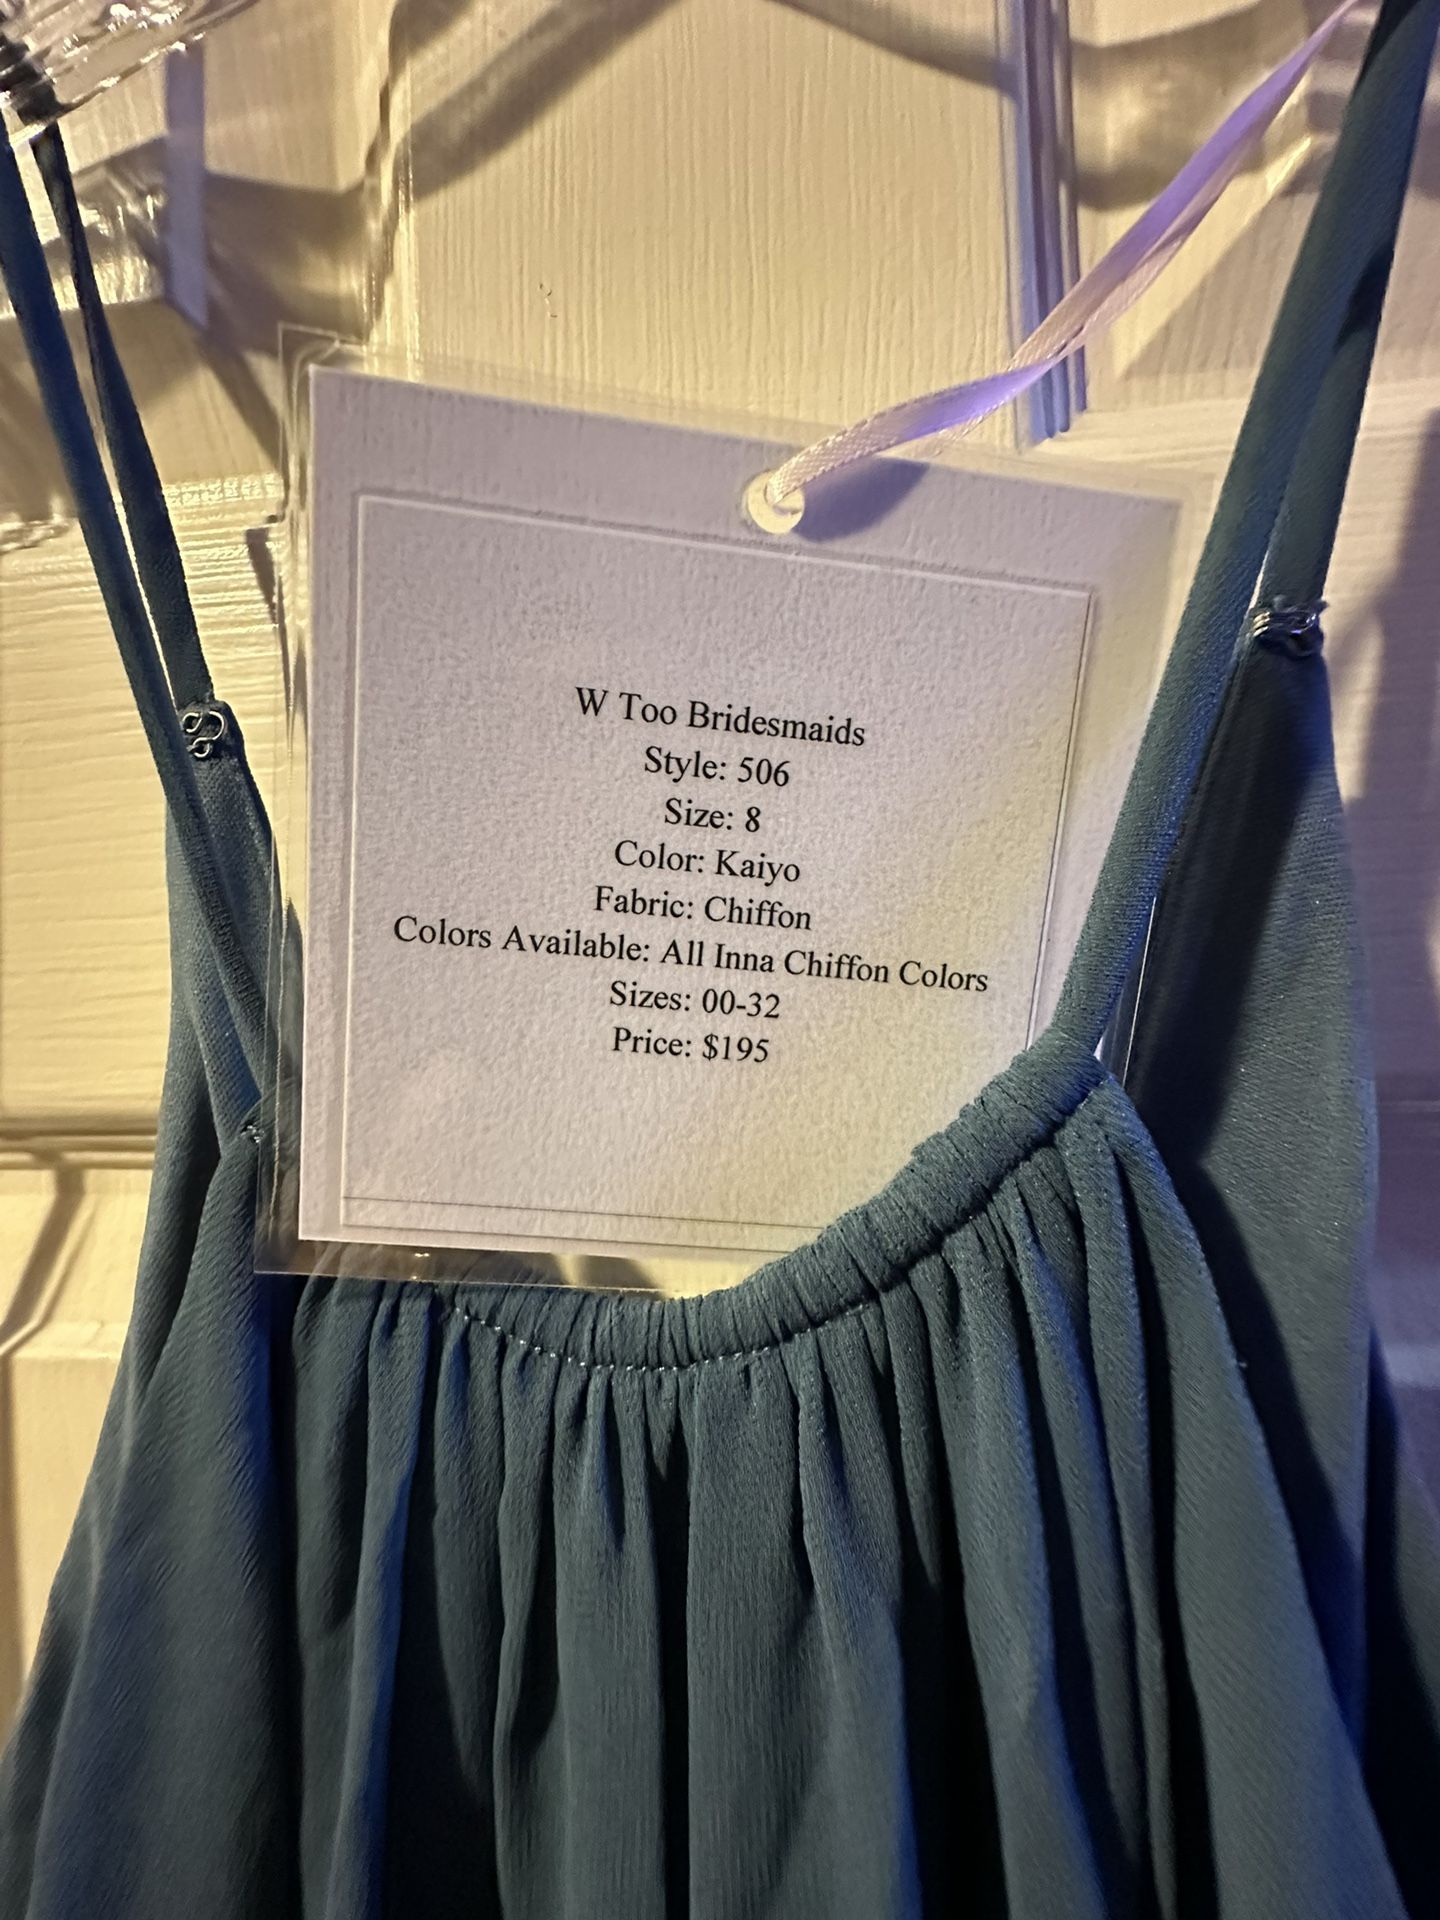 W Too Bridesmaids
Style: 506
Size: 8
Color: Kaiyo
Fabric: Chiffon
Colors Available: All Inna Chiffon Colors
Sizes: 00-32
Price: $195